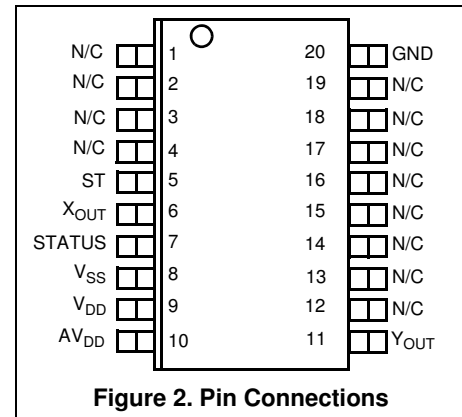 N/C 1 20 GND
N/C 2 19 N/C
N/C 3 18 N/C
N/C 4 17 N/C
ST 5 16 N/C
XOUT 6 15 N/C
STATUS 7 14 N/C
VSS 8 13 N/C
VDD 9 12 N/C
AVDD 10 11 YOUT
Figure 2. Pin Connections